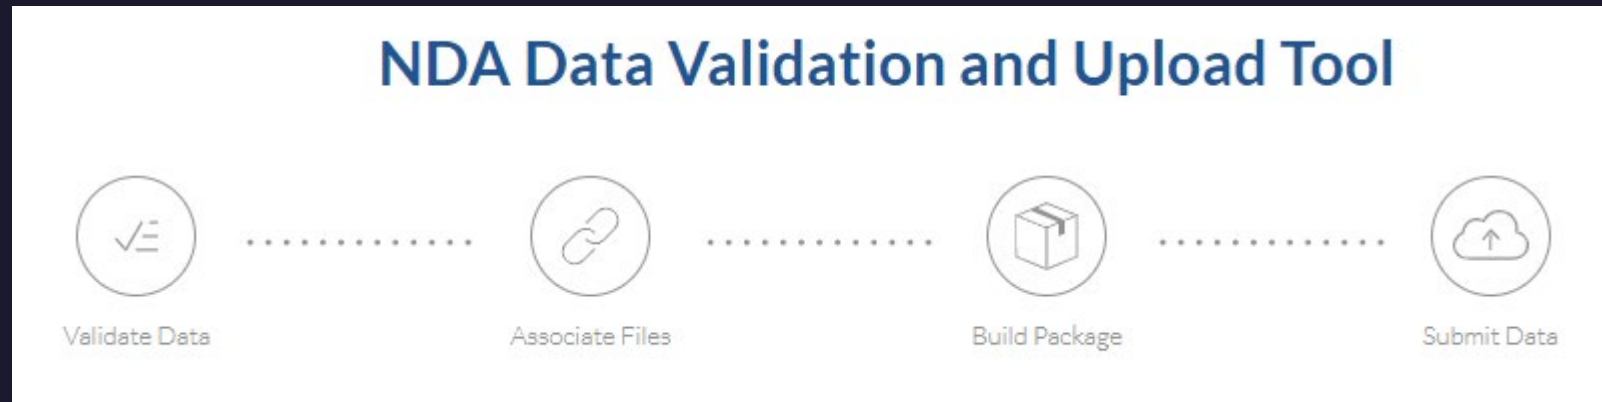 NDA Data Validation and Upload Tool
Validate Data
Associate Files
Build Package
Submit Data